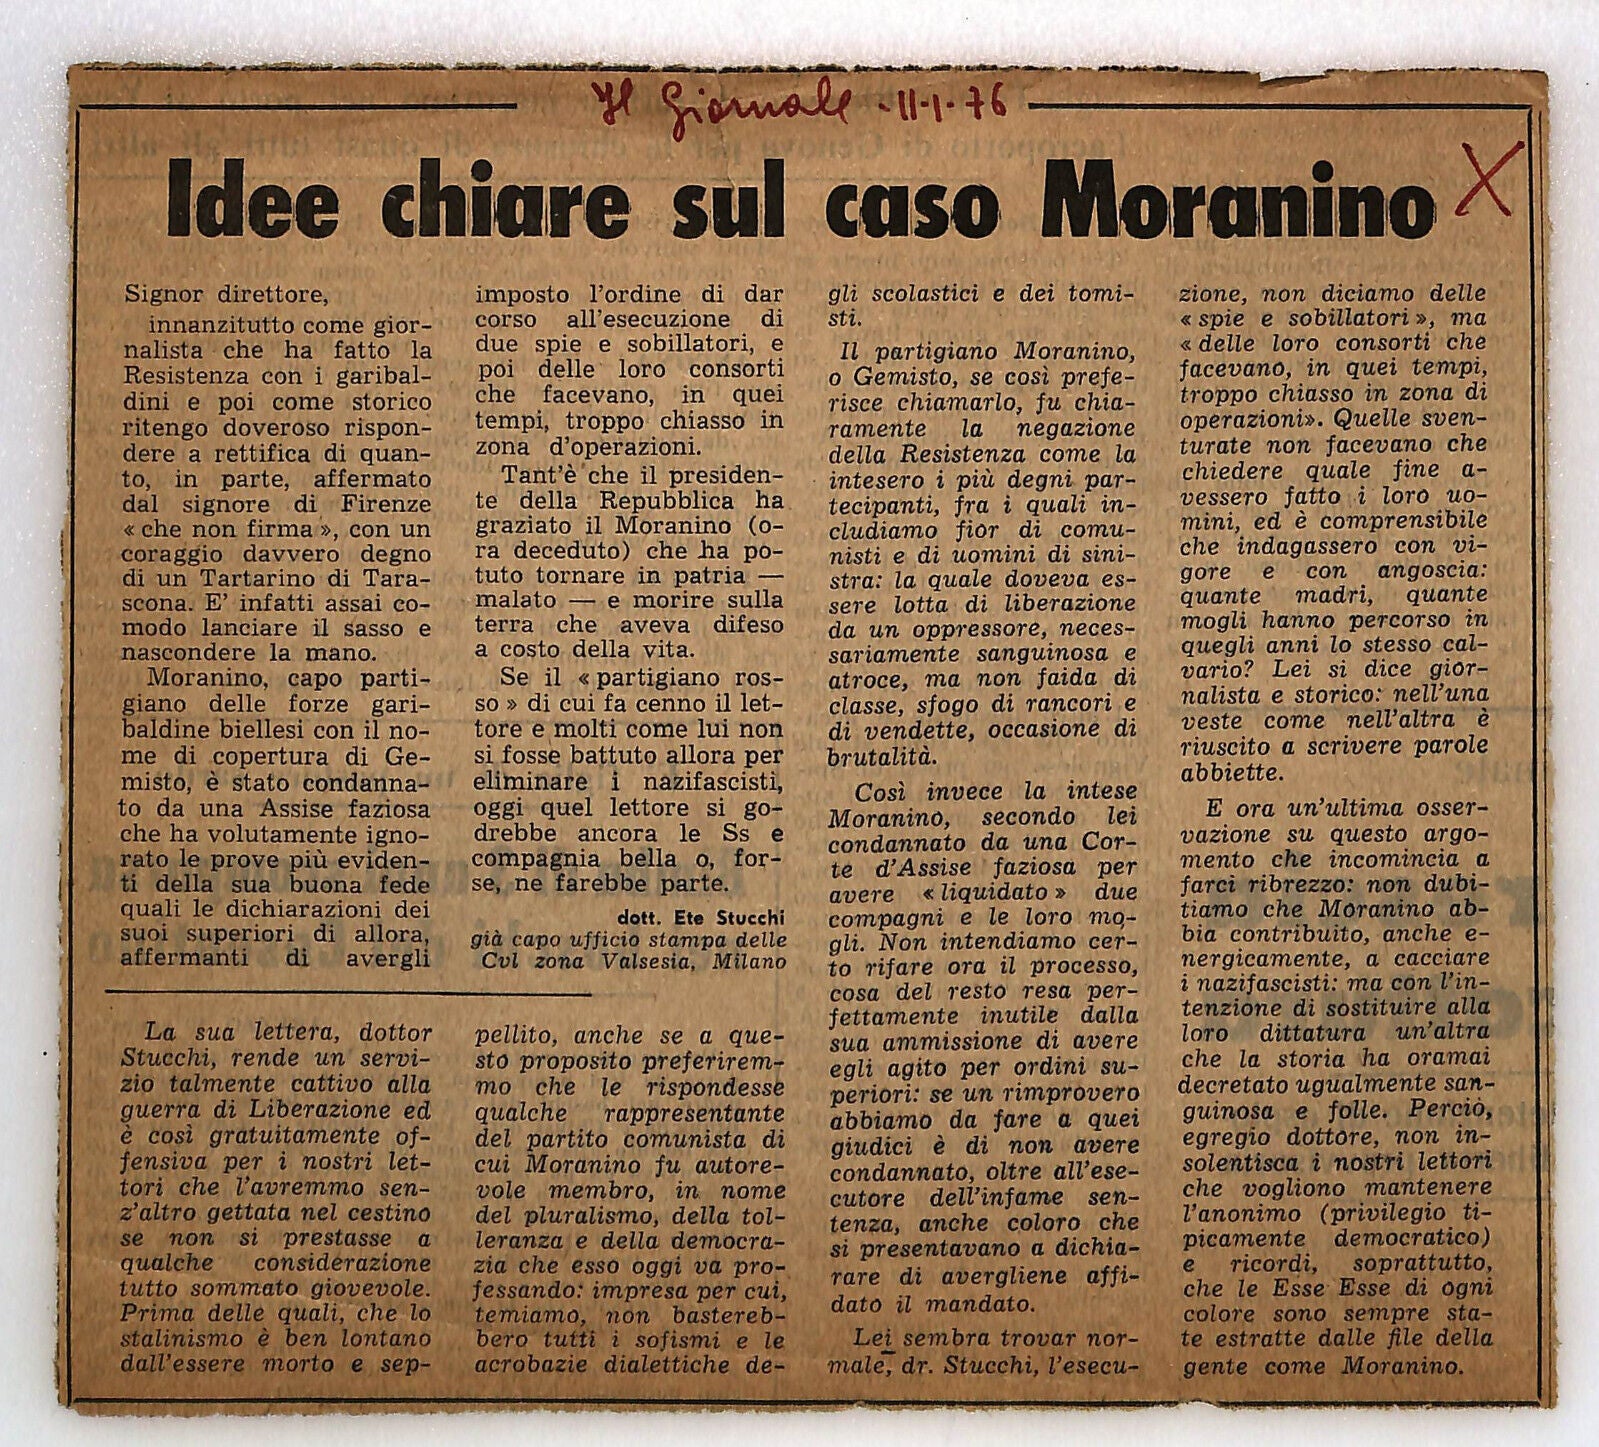 Il Giornale - 11-1-76
Idee chiare sul caso Moranino X
Signor direttore,
innanzitutto come gior-
nalista che ha fatto la
Resistenza con i garibal-
dini e poi come storico
ritengo doveroso rispon-
dere a rettifica di quan-
to, in parte, affermato
dal signore di Firenze
« che non firma », con un
coraggio davvero degno
di un Tartarino di Tara-
scona. E' infatti assai co-
modo lanciare il sasso e
nascondere la mano.
Moranino, capo parti-
giano delle forze gari-
baldine biellesi con il no-
me di copertura di Ge-
misto, è stato condanna-
to da una Assise faziosa
che ha volutamente igno-
rato le prove più eviden-
ti della sua buona fede
quali le dichiarazioni dei
suoi superiori di allora,
affermanti di avergli
imposto l'ordine di dar
corso all'esecuzione di
due spie e sobillatori, e
poi delle loro consorti
che facevano, in quei
tempi, troppo chiasso in
zona d'operazioni.
Tant'è che il presiden-
te della Repubblica ha
graziato il Moranino (o-
ra deceduto) che ha po-
tuto tornare in patria —
malato — e morire sulla
terra che aveva difeso
a costo della vita.
Se il « partigiano ros-
so » di cui fa cenno il let-
tore e molti come lui non
si fosse battuto allora per
eliminare i nazifascisti,
oggi quel lettore si go-
drebbe ancora le Ss e
compagnia bella o, for-
se, ne farebbe parte.
dott. Ete Stucchi
già capo ufficio stampa delle
Cvl zona Valsesia, Milano
La sua lettera, dottor
Stucchi, rende un servi-
zio talmente cattivo alla
guerra di Liberazione ed
è così gratuitamente of-
fensiva per i nostri let-
tori che l'avremmo sen-
z'altro gettata nel cestino
se non si prestasse a
qualche considerazione
tutto sommato giovevole.
Prima delle quali, che lo
stalinismo è ben lontano
dall'essere morto e sep-
pellito, anche se a que-
sto proposito preferirem-
mo che le rispondesse
qualche rappresentante
del partito comunista di
cui Moranino fu autore-
vole membro, in nome
del pluralismo, della tol-
leranza e della democra-
zia che esso oggi va pro-
fessando: impresa per cui,
temiamo, non bastereb-
bero tutti i sofismi e le
acrobazie dialettiche de-
gli scolastici e dei tomi-
sti.
Il partigiano Moranino,
o Gemisto, se così prefe-
risce chiamarlo, fu chia-
ramente la negazione
della Resistenza come la
intesero i più degni par-
tecipanti, fra i quali in-
cludiamo fior di comu-
nisti e di uomini di sini-
stra: la quale doveva es-
sere lotta di liberazione
da un oppressore, neces-
sariamente sanguinosa e
atroce, ma non faida di
classe, sfogo di rancori e
di vendette, occasione di
brutalità.
Così invece la intese
Moranino, secondo lei
condannato da una Cor-
te d'Assise faziosa per
avere « liquidato » due
compagni e le loro mo-
gli. Non intendiamo cer-
to rifare ora il processo,
cosa del resto resa per-
fettamente inutile dalla
sua ammissione di avere
egli agito per ordini su-
periori: se un rimprovero
abbiamo da fare a quei
giudici è di non avere
condannato, oltre all'ese-
cutore dell'infame sen-
tenza, anche coloro che
si presentavano a dichia-
rare di avergliene affi-
dato il mandato.
Lei sembra trovar nor-
male, dr. Stucchi, l'esecu-
zione, non diciamo delle
« spie e sobillatori », ma
« delle loro consorti che
facevano, in quei tempi,
troppo chiasso in zona di
operazioni». Quelle sven-
turate non facevano che
chiedere quale fine a-
vessero fatto i loro uo-
mini, ed è comprensibile
che indagassero con vi-
gore e con angoscia:
quante madri, quante
mogli hanno percorso in
quegli anni lo stesso cal-
vario? Lei si dice gior-
nalista e storico: nell'una
veste come nell'altra è
riuscito a scrivere parole
abbiette.
E ora un'ultima osser-
vazione su questo argo-
mento che incomincia a
farci ribrezzo: non dubi-
tiamo che Moranino ab-
bia contribuito, anche e-
nergicamente, a cacciare
i nazifascisti: ma con l'in-
tenzione di sostituire alla
loro dittatura un'altra
che la storia ha oramai
decretato ugualmente san-
guinosa e folle. Perciò,
egregio dottore, non in-
solentisca i nostri lettori
che vogliono mantenere
l'anonimo (privilegio ti-
picamente democratico)
e ricordi, soprattutto,
che le Esse Esse di ogni
colore sono sempre sta-
te estratte dalle file della
gente come Moranino.